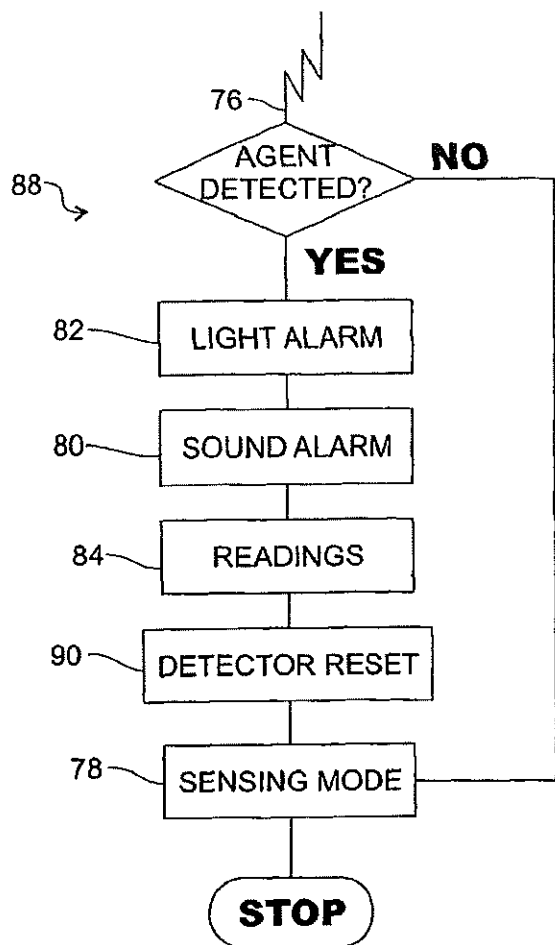 76
AGENT
DETECTED?
NO
88
YES
82
LIGHT ALARM
80
SOUND ALARM
84
READINGS
90
DETECTOR RESET
78
SENSING MODE
STOP